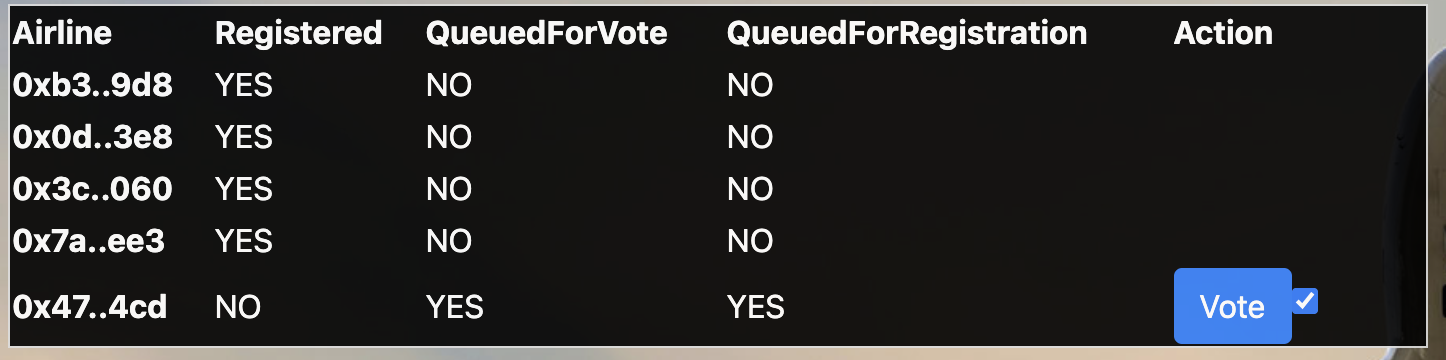 Airline Registered QueuedForVote QueuedForRegistration Action
0xb3..9d8 YES NO NO
0x0d..3e8 YES NO NO
0x3c..060 YES NO NO
0x7a..ee3 YES NO NO
0x47..4cd NO YES YES Vote